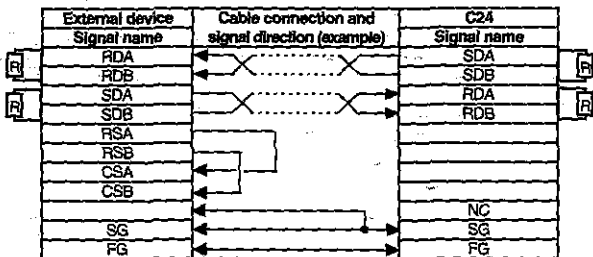 External device Cable connection and C24
Signal name signal direction (example) Signal name
RDA SDA
R RDB SDB R
SDA RDA
R SDB RDB R
RSA
RSB
CSA
CSB
NC
SG SG
FG FG